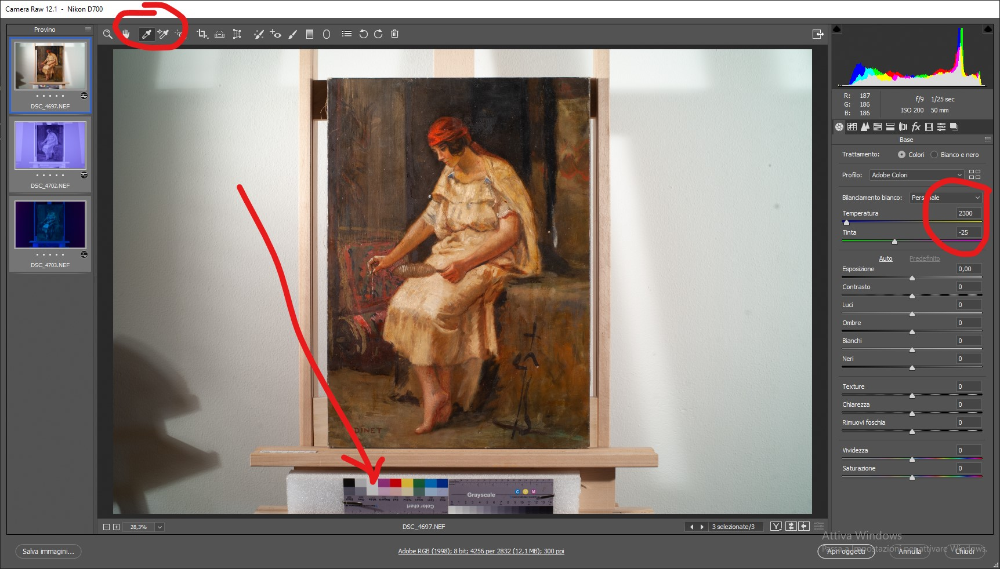 Camera Raw 12.1 - Nikon D700
Provino
DSC_4697.NEF
DSC_4702.NEF
DSC_4703.NEF
DINET
Grayscale
C
Y
M
Color chart
28,3%
DSC_4697.NEF
3 selezionate/3
Y
R: 187
G: 186
B: 186
f/9 1/25 sec
ISO 200 50 mm
fx
Base
Trattamento: Colori Bianco e nero
Profilo: Adobe Colori
Bilanciamento bianco: Personale
Temperatura 2300
Tinta -25
Auto Predefinito
Esposizione 0,00
Contrasto 0
Luci 0
Ombre 0
Bianchi 0
Neri 0
Texture 0
Chiarezza 0
Rimuovi foschia 0
Vividezza 0
Saturazione 0
Attiva Windows
Passa a Impostazioni per attivare Windows.
Salva immagini...
Adobe RGB (1998); 8 bit; 4256 per 2832 (12,1 MB); 300 ppi
Apri oggetti
Annulla
Chiudi